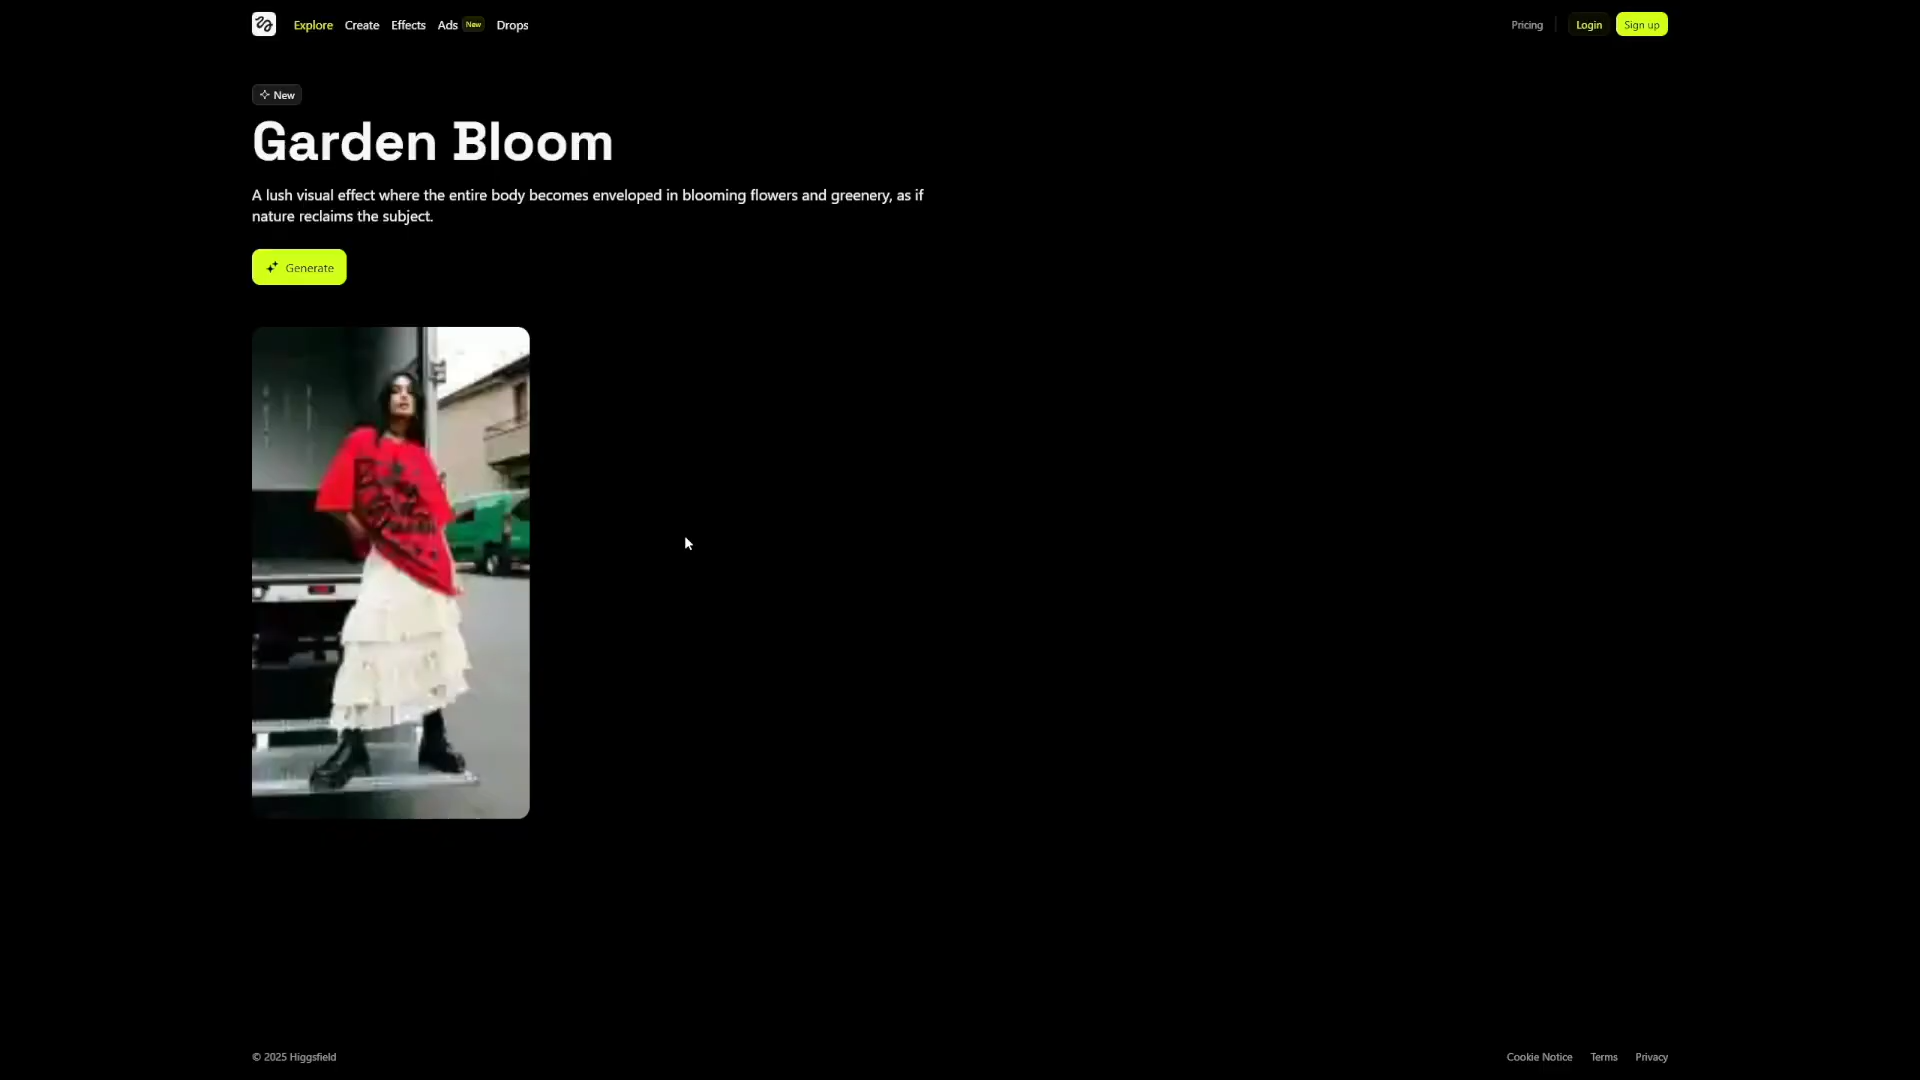 Explore Create Effects Ads New Drops Pricing Login Sign up
New
Garden Bloom
A lush visual effect where the entire body becomes enveloped in blooming flowers and greenery, as if
nature reclaims the subject.
Generate
© 2025 Higgsfield Cookie Notice Terms Privacy